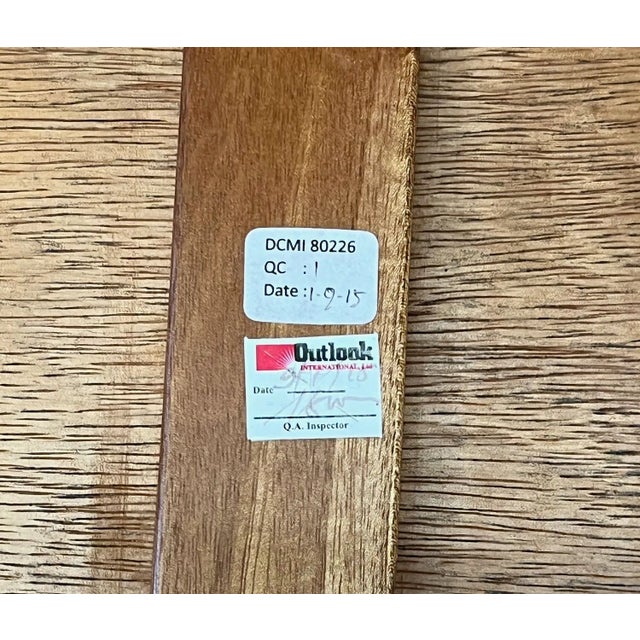 DCMI 80226
QC : 1
Date : 1-9-15
Outlook
INTERNATIONAL, Ltd
Date
Q.A. Inspector